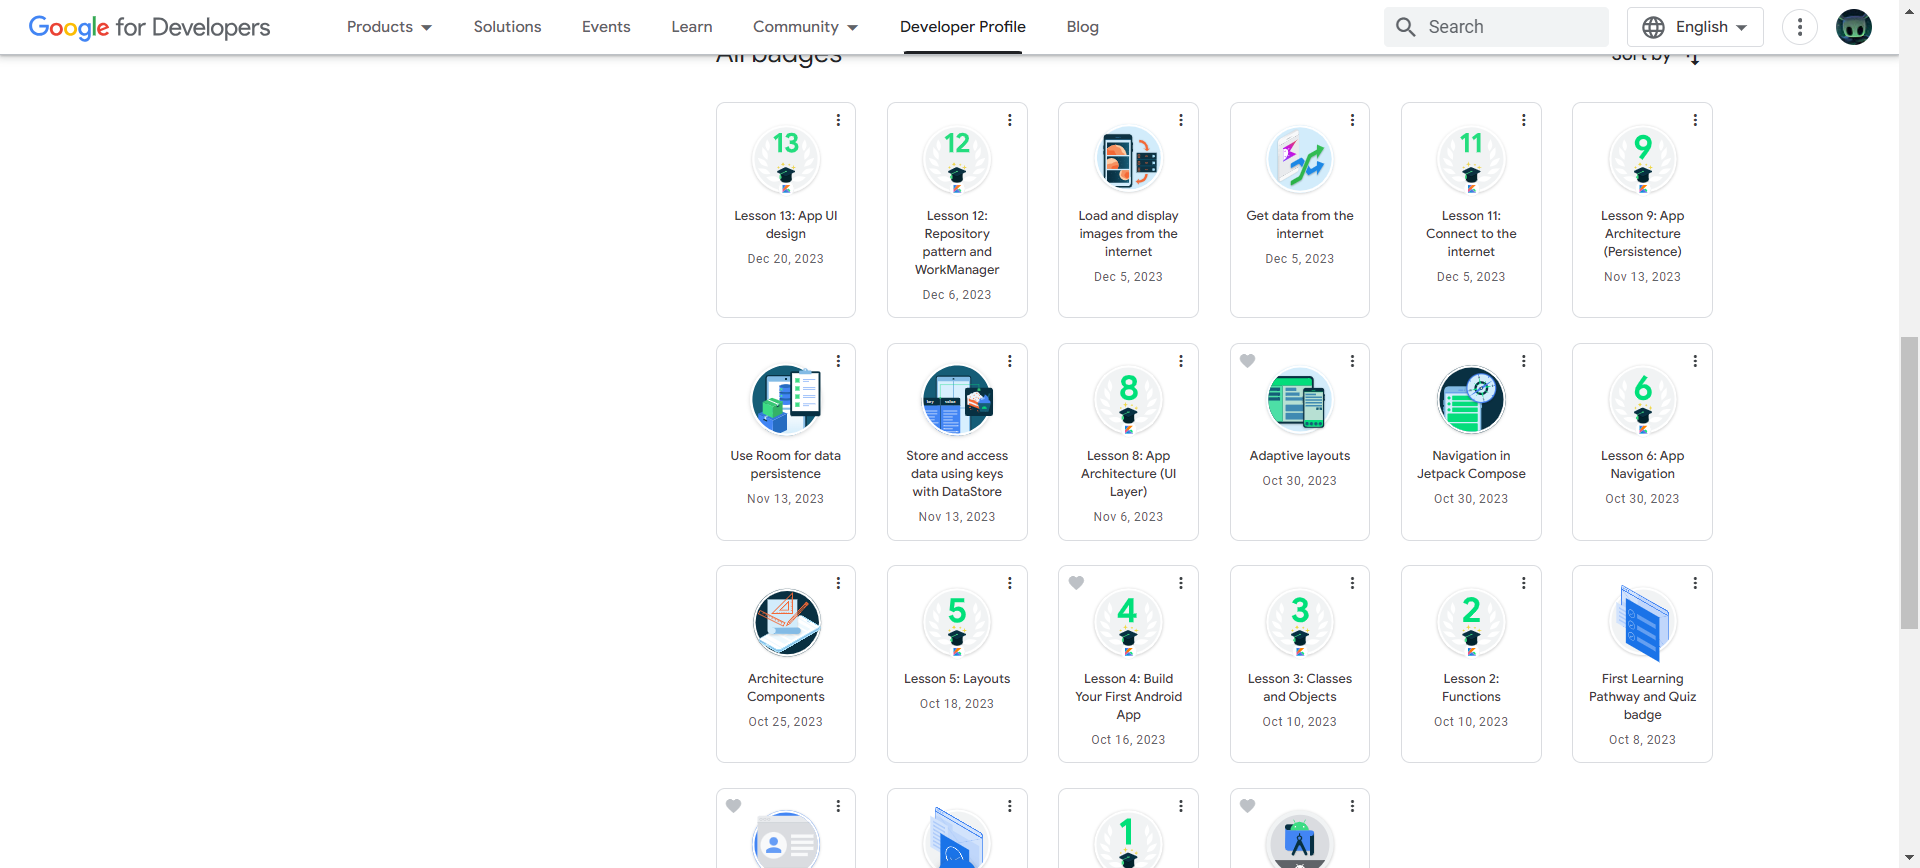 Google for Developers Products Solutions Events Learn Community Developer Profile Blog Search English
All badges Sort by
13 12 11 9
Lesson 13: App UI
design
Dec 20, 2023
Lesson 12:
Repository
pattern and
WorkManager
Dec 6, 2023
Load and display
images from the
internet
Dec 5, 2023
Get data from the
internet
Dec 5, 2023
Lesson 11:
Connect to the
internet
Dec 5, 2023
Lesson 9: App
Architecture
(Persistence)
Nov 13, 2023
key value 8 6
Use Room for data
persistence
Nov 13, 2023
Store and access
data using keys
with DataStore
Nov 13, 2023
Lesson 8: App
Architecture (UI
Layer)
Nov 6, 2023
Adaptive layouts
Oct 30, 2023
Navigation in
Jetpack Compose
Oct 30, 2023
Lesson 6: App
Navigation
Oct 30, 2023
5 4 3 2
Architecture
Components
Oct 25, 2023
Lesson 5: Layouts
Oct 18, 2023
Lesson 4: Build
Your First Android
App
Oct 16, 2023
Lesson 3: Classes
and Objects
Oct 10, 2023
Lesson 2:
Functions
Oct 10, 2023
First Learning
Pathway and Quiz
badge
Oct 8, 2023
1